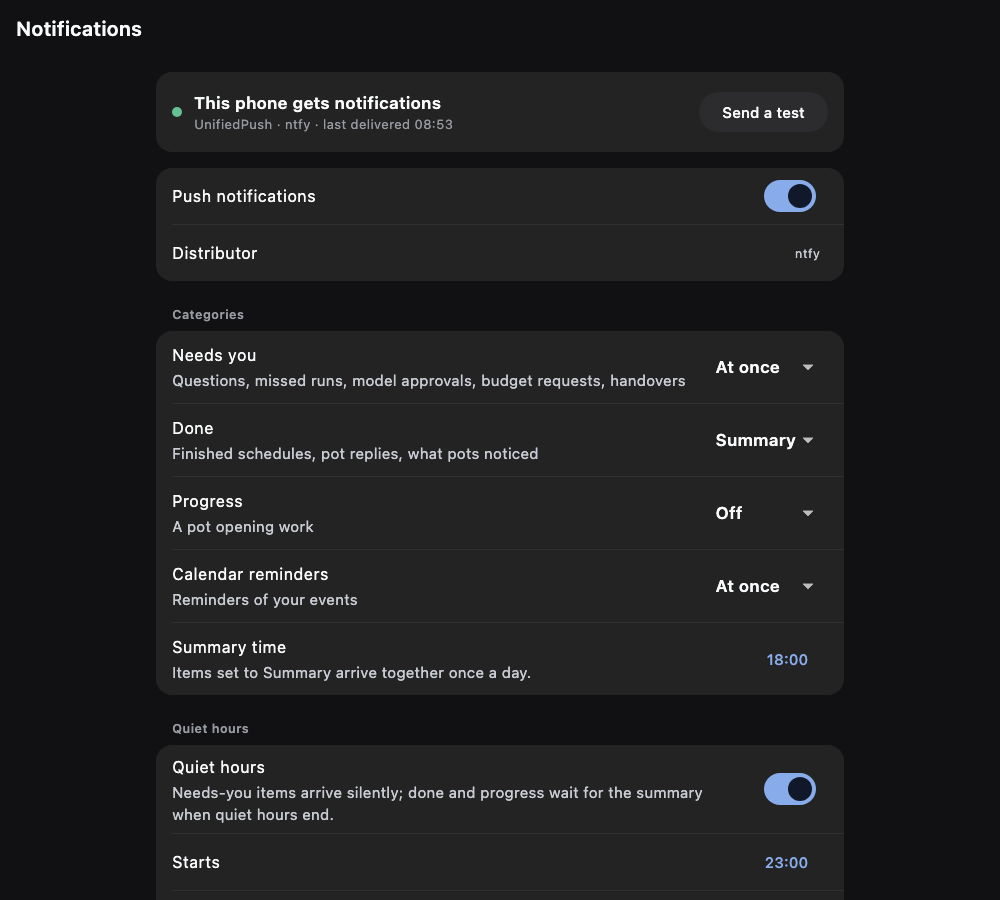 Notifications
This phone gets notifications
UnifiedPush · ntfy · last delivered 08:53
Send a test
Push notifications
Distributor
ntfy
Categories
Needs you
Questions, missed runs, model approvals, budget requests, handovers
At once
Done
Finished schedules, pot replies, what pots noticed
Summary
Progress
A pot opening work
Off
Calendar reminders
Reminders of your events
At once
Summary time
Items set to Summary arrive together once a day.
18:00
Quiet hours
Quiet hours
Needs-you items arrive silently; done and progress wait for the summary
when quiet hours end.
Starts
23:00